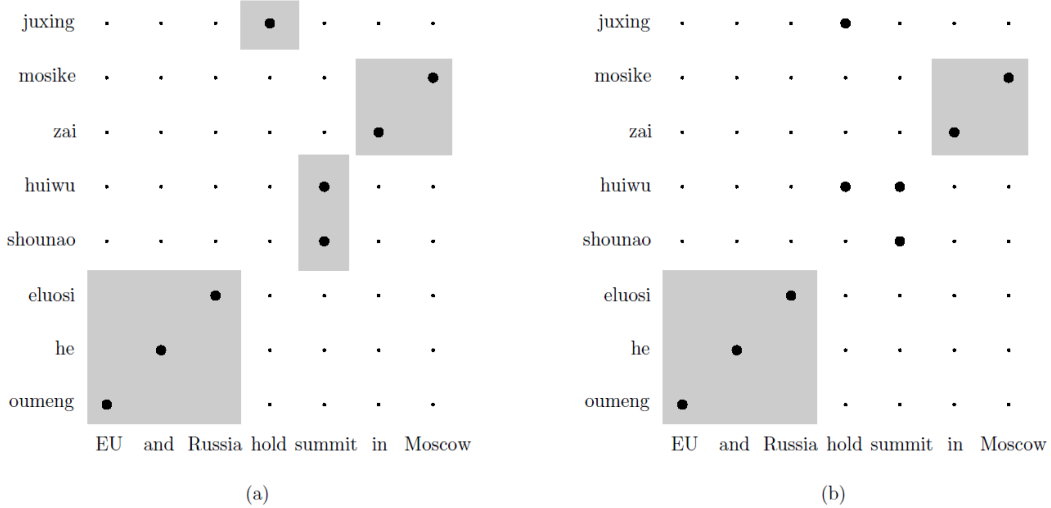 juxing
mosike
zai
huiwu
shounao
eluosi
he
oumeng
EU and Russia hold summit in Moscow
(a)
juxing
mosike
zai
huiwu
shounao
eluosi
he
oumeng
EU and Russia hold summit in Moscow
(b)